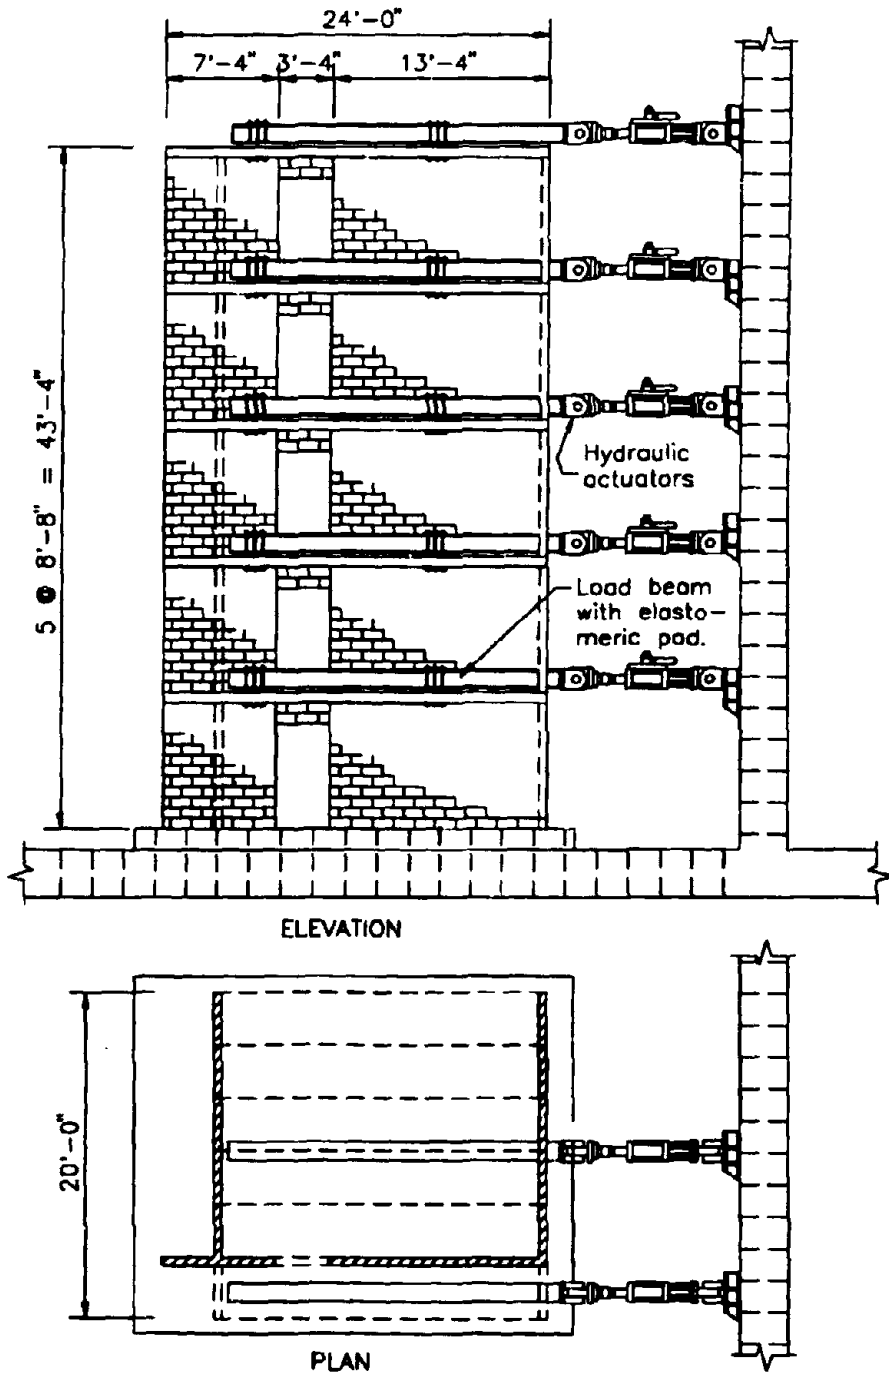 24'-0"
7'-4" 3'-4" 13'-4"
5 @ 8'-8" = 43'-4"
Hydraulic
actuators
Load beam
with elasto-
meric pad.
ELEVATION
20'-0"
PLAN